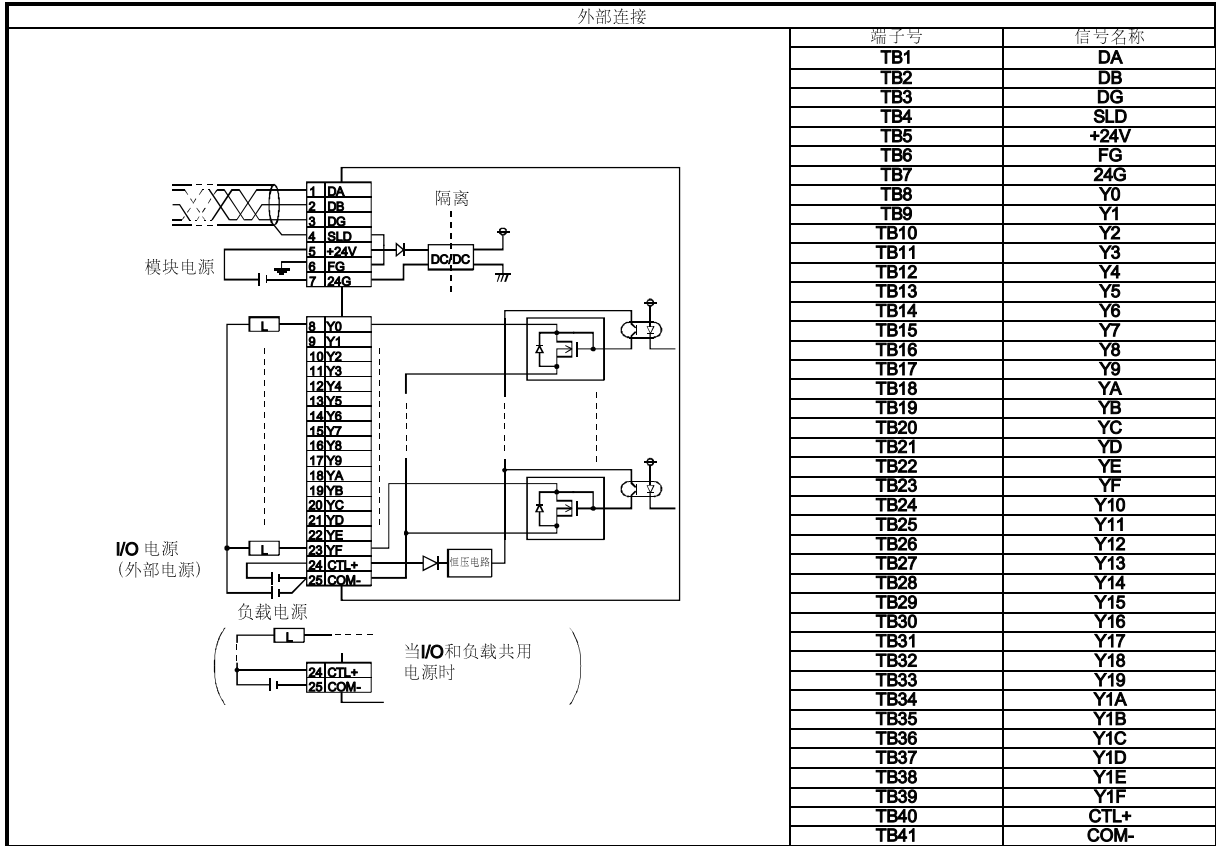 外部连接
端子号 信号名称
TB1 DA
TB2 DB
TB3 DG
TB4 SLD
TB5 +24V
TB6 FG
TB7 24G
TB8 Y0
TB9 Y1
TB10 Y2
TB11 Y3
TB12 Y4
TB13 Y5
TB14 Y6
TB15 Y7
TB16 Y8
TB17 Y9
TB18 YA
TB19 YB
TB20 YC
TB21 YD
TB22 YE
TB23 YF
TB24 Y10
TB25 Y11
TB26 Y12
TB27 Y13
TB28 Y14
TB29 Y15
TB30 Y16
TB31 Y17
TB32 Y18
TB33 Y19
TB34 Y1A
TB35 Y1B
TB36 Y1C
TB37 Y1D
TB38 Y1E
TB39 Y1F
TB40 CTL+
TB41 COM-
1 DA
2 DB
3 DG
4 SLD
5 +24V
6 FG
7 24G
模块电源
隔离
DC/DC
L
8 Y0
9 Y1
10 Y2
11 Y3
12 Y4
13 Y5
14 Y6
15 Y7
16 Y8
17 Y9
18 YA
19 YB
20 YC
21 YD
22 YE
L
23 YF
24 CTL+
25 COM-
恒压电路
I/O 电源
(外部电源)
负载电源
L
24 CTL+
25 COM-
当I/O和负载共用
电源时